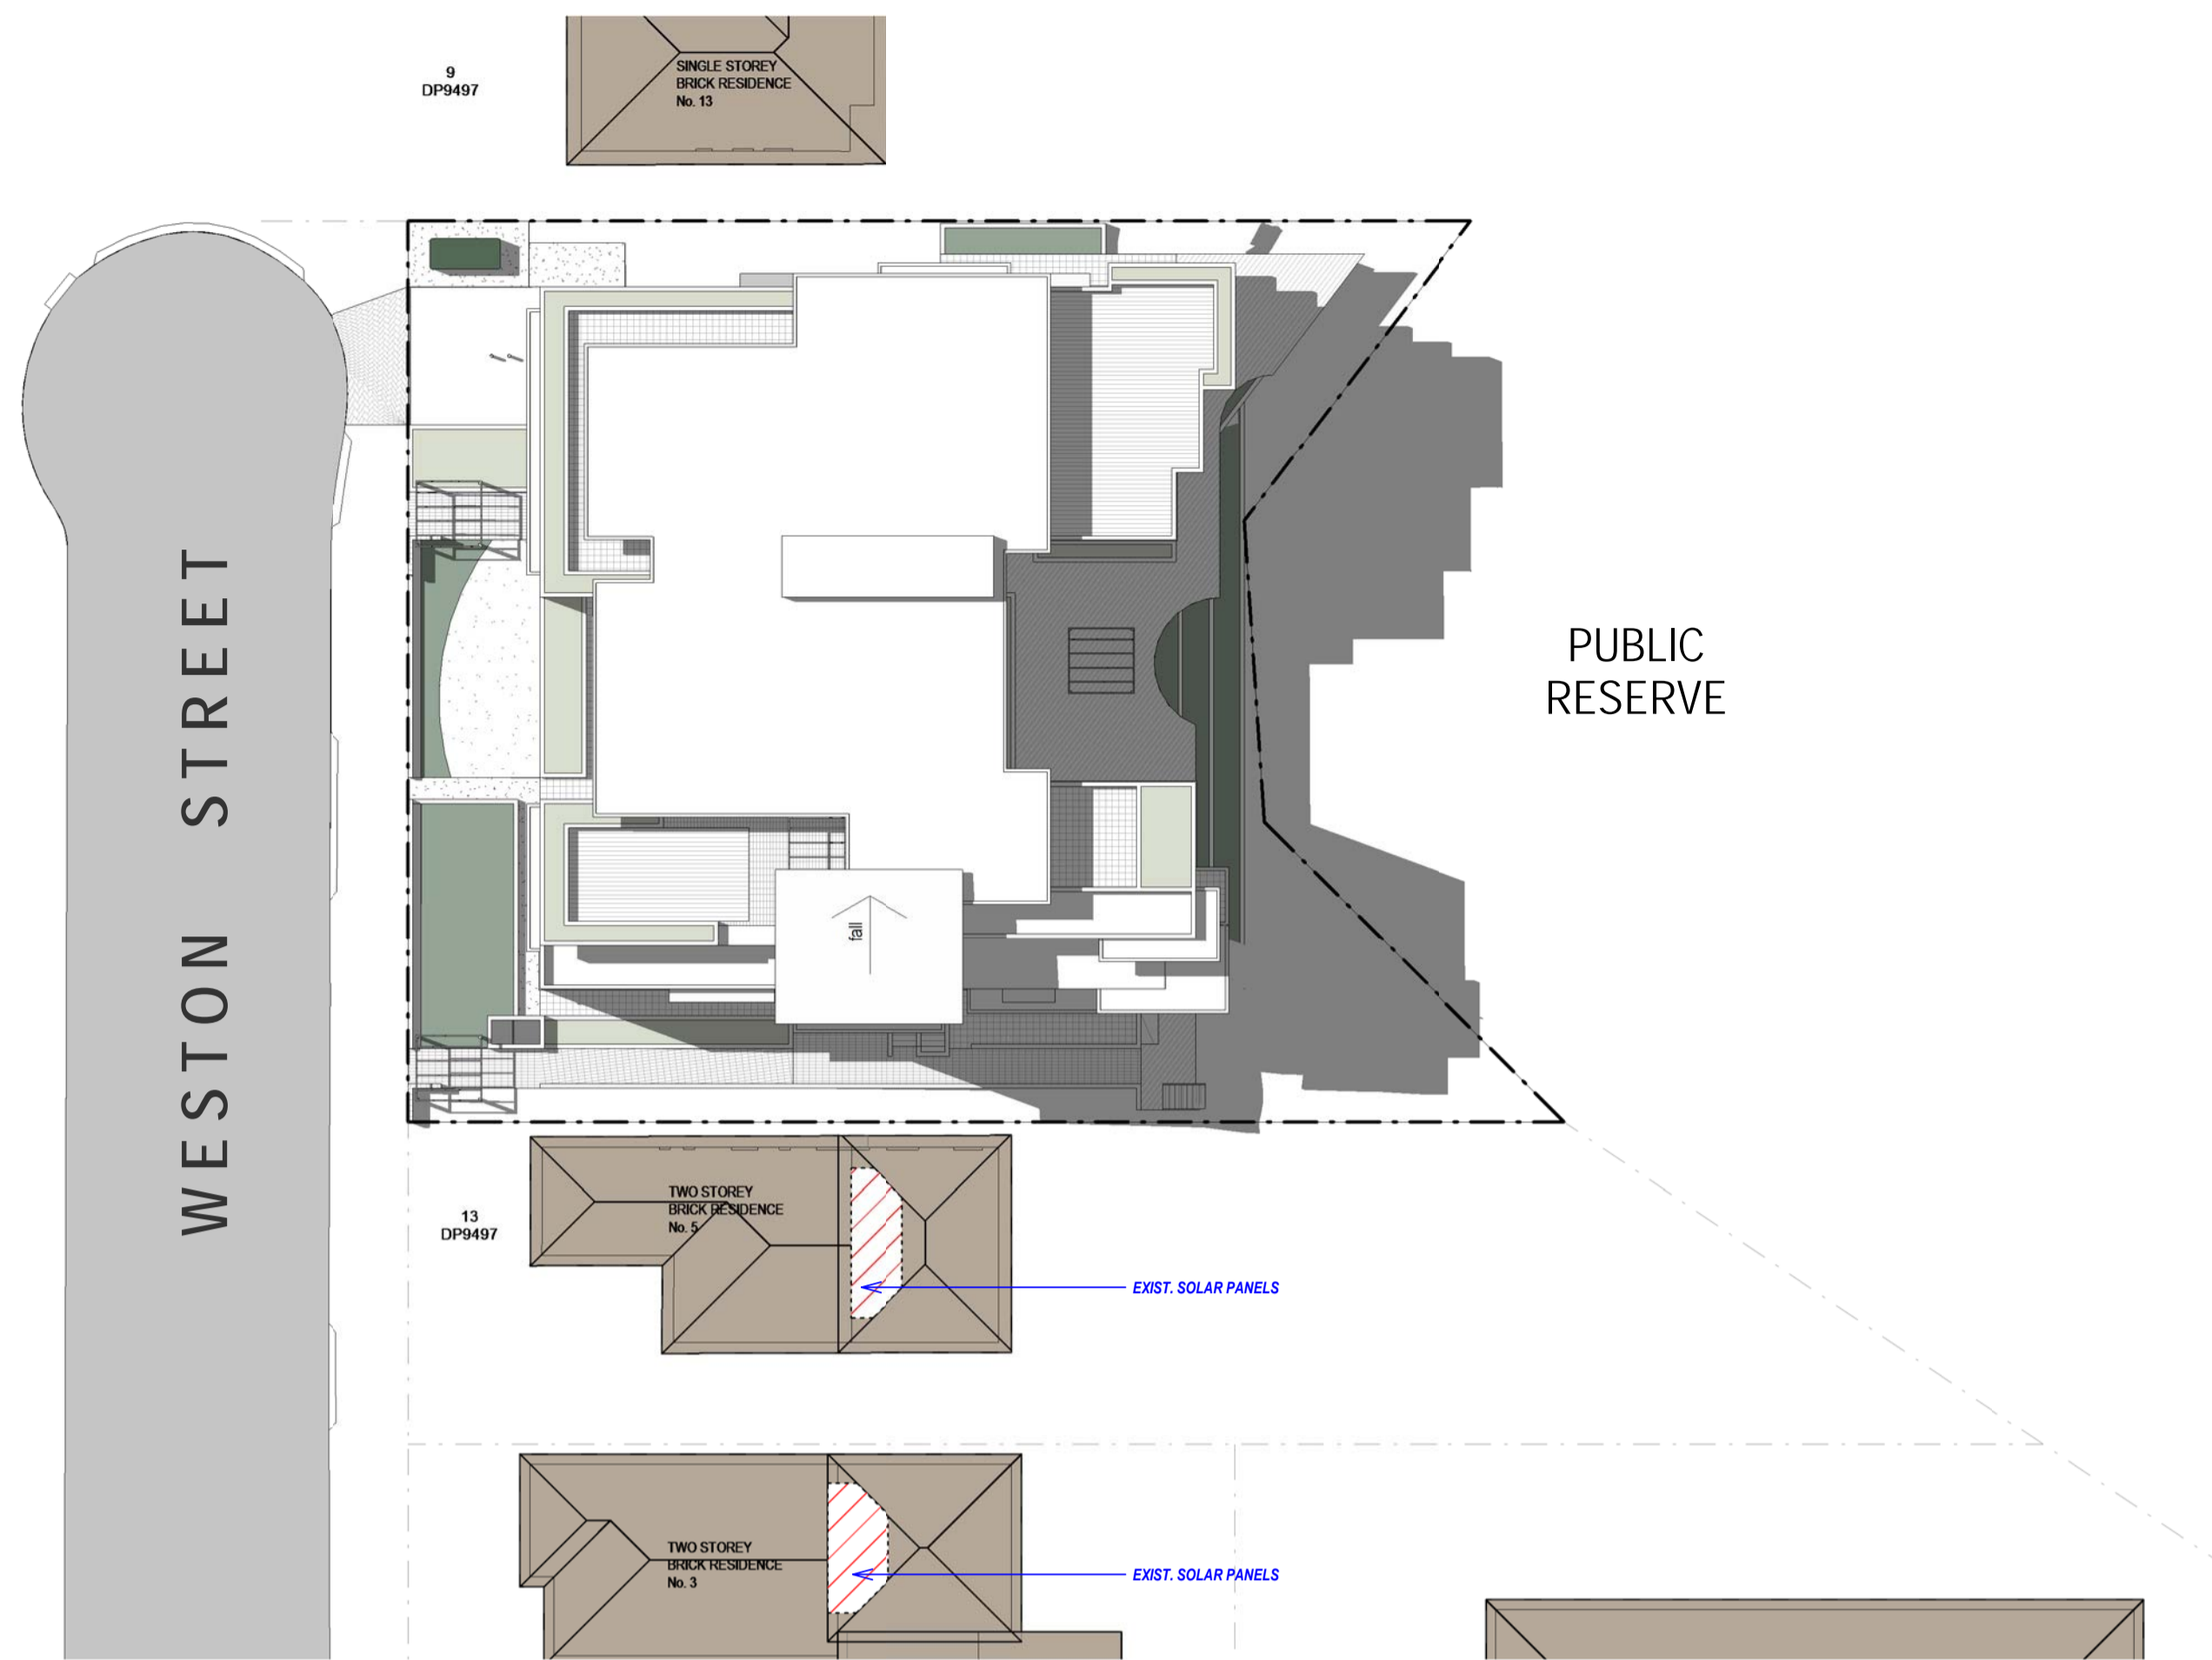 9
DP9497
SINGLE STOREY
BRICK RESIDENCE
No. 13
WESTON STREET
PUBLIC
RESERVE
fall
13
DP9497
TWO STOREY
BRICK RESIDENCE
No. 5
EXIST. SOLAR PANELS
TWO STOREY
BRICK RESIDENCE
No. 3
EXIST. SOLAR PANELS